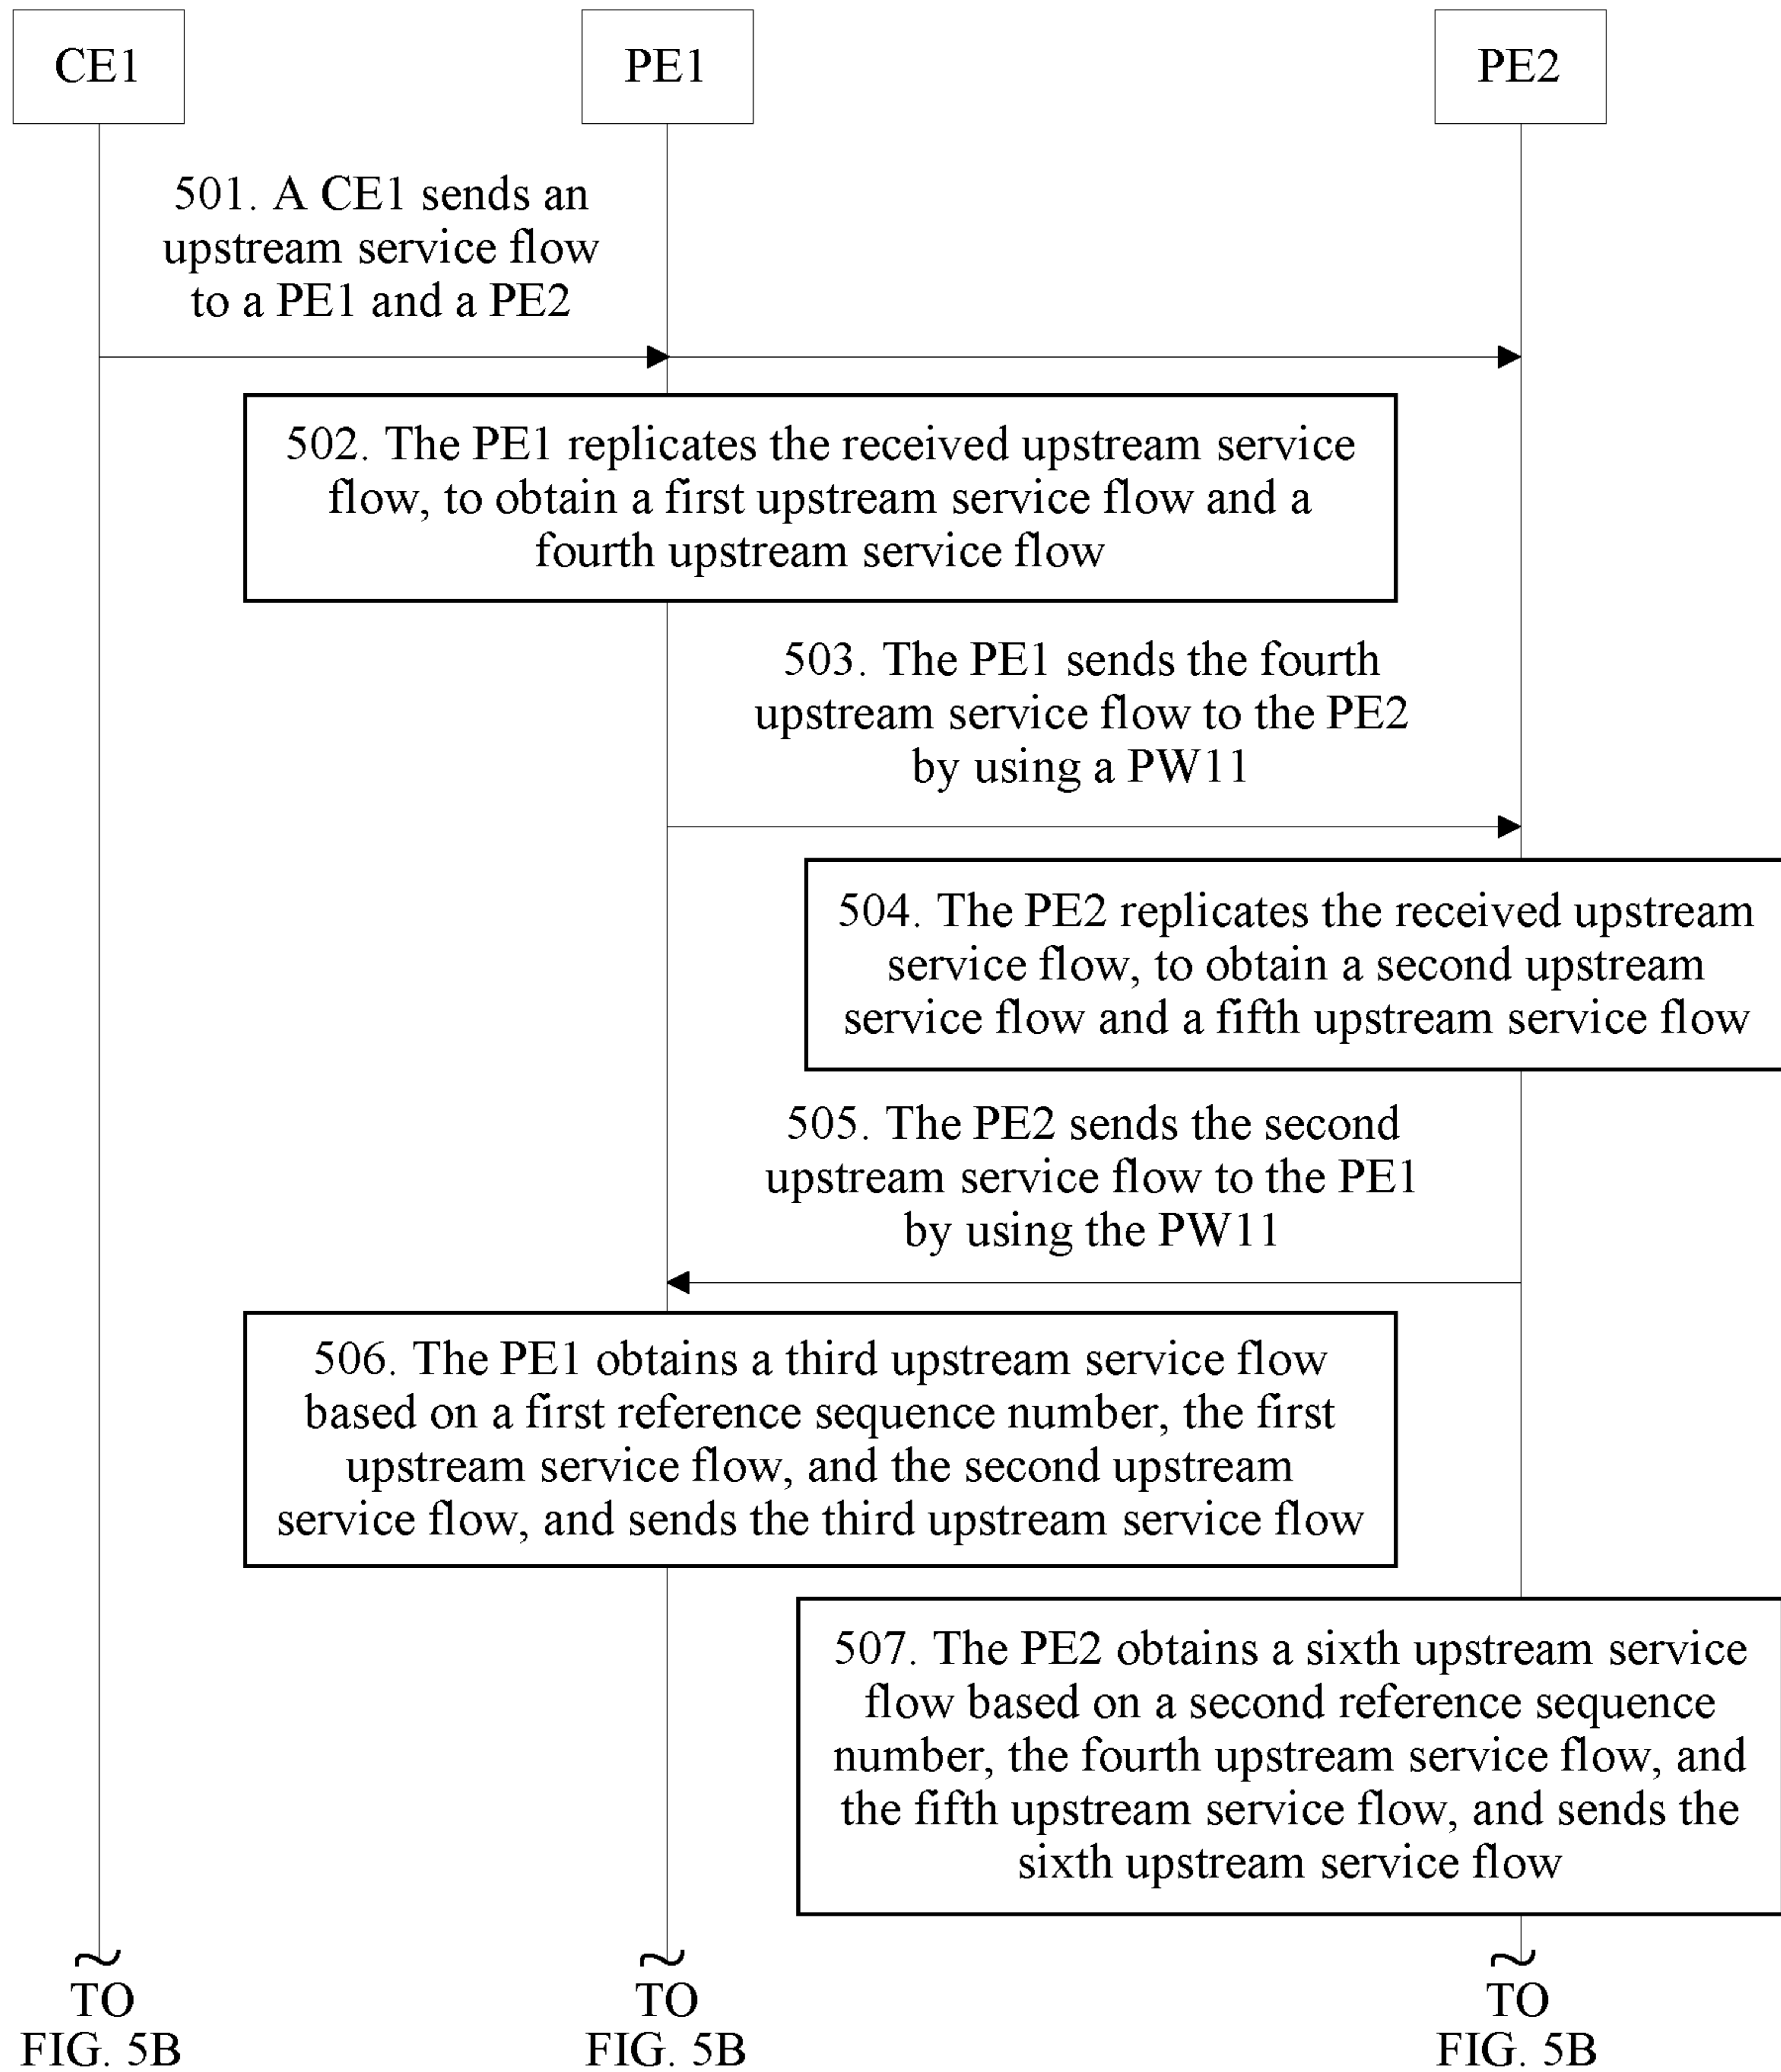 CE1
PE1
PE2
501. A CE1 sends an
upstream service flow
to a PE1 and a PE2
502. The PE1 replicates the received upstream service
flow, to obtain a first upstream service flow and a
fourth upstream service flow
503. The PE1 sends the fourth
upstream service flow to the PE2
by using a PW11
504. The PE2 replicates the received upstream
service flow, to obtain a second upstream
service flow and a fifth upstream service flow
505. The PE2 sends the second
upstream service flow to the PE1
by using the PW11
506. The PE1 obtains a third upstream service flow
based on a first reference sequence number, the first
upstream service flow, and the second upstream
service flow, and sends the third upstream service flow
507. The PE2 obtains a sixth upstream service
flow based on a second reference sequence
number, the fourth upstream service flow, and
the fifth upstream service flow, and sends the
sixth upstream service flow
TO
FIG. 5B
TO
FIG. 5B
TO
FIG. 5B